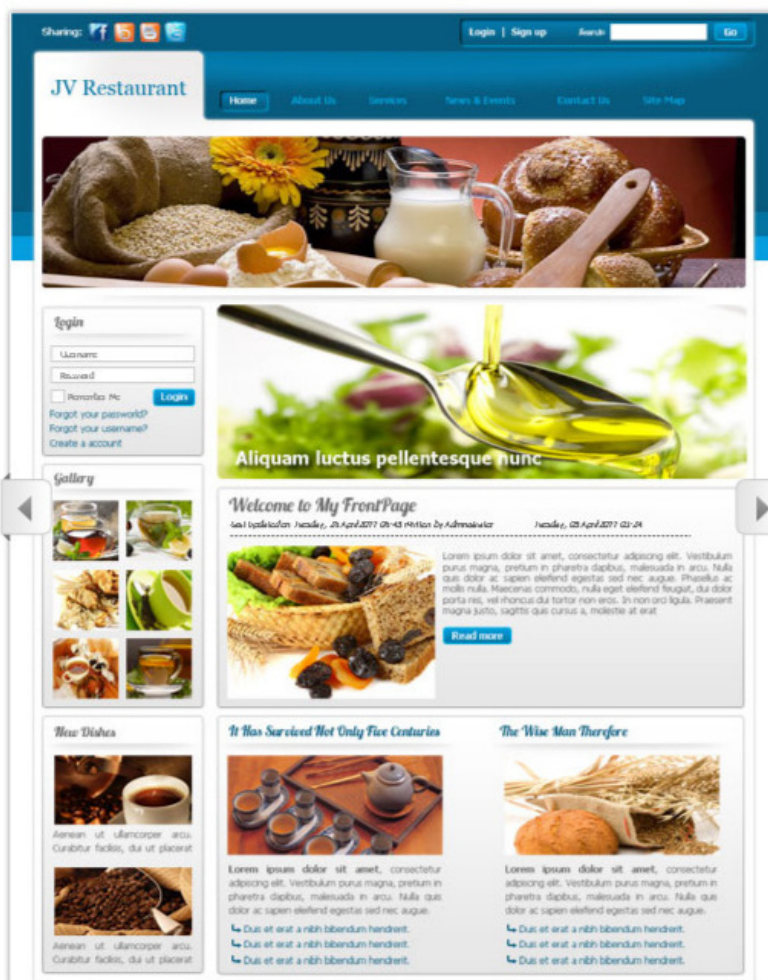 Sharing:
Login | Sign up
Search
Go
JV Restaurant
Home
About Us
Services
News & Events
Contact Us
Site Map
Login
Username
Password
Remember Me
Login
Forgot your password?
Forgot your username?
Create a account
Aliquam luctus pellentesque nunc
Gallery
Welcome to My FrontPage
Written by Administrator
Lorem ipsum dolor sit amet, consectetur adipiscing elit. Vestibulum
purus magna, pretium in pharetra dapibus, malesuada in arcu. Nulla
quis dolor ac sapien eleifend egestas sed nec augue. Phasellus ac
mollis nulla. Maecenas commodo, nulla eget eleifend feugiat, dui dolor
porta nisi, vel rhoncus dui tortor non eros. In non orci ligula. Praesent
magna justo, sagittis quis cursus a, molestie at erat
Read more
New Dishes
Aenean ut ullamcorper arcu.
Curabitur facilisis, dui ut placerat
Aenean ut ullamcorper arcu.
Curabitur facilisis, dui ut placerat
It Has Survived Not Only Five Centuries
Lorem ipsum dolor sit amet, consectetur
adipiscing elit. Vestibulum purus magna, pretium in
pharetra dapibus, malesuada in arcu. Nulla quis
dolor ac sapien eleifend egestas sed nec augue.
Duis et erat a nibh bibendum hendrerit.
Duis et erat a nibh bibendum hendrerit.
Duis et erat a nibh bibendum hendrerit.
The Wise Man Therefore
Lorem ipsum dolor sit amet, consectetur
adipiscing elit. Vestibulum purus magna, pretium in
pharetra dapibus, malesuada in arcu. Nulla quis
dolor ac sapien eleifend egestas sed nec augue.
Duis et erat a nibh bibendum hendrerit.
Duis et erat a nibh bibendum hendrerit.
Duis et erat a nibh bibendum hendrerit.